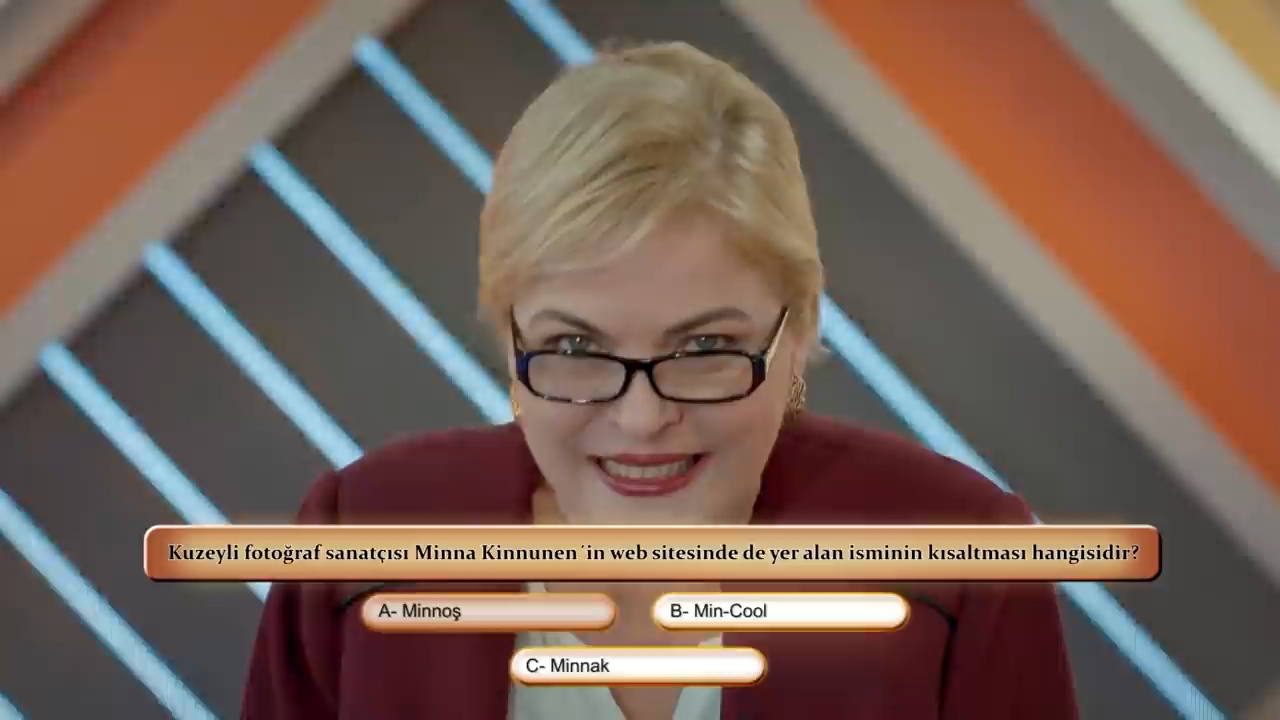 Kuzeyli fotoğraf sanatçısı Minna Kinnunen´in web sitesinde de yer alan isminin kısaltması hangisidir?
A- Minnoş
B- Min-Cool
C- Minnak